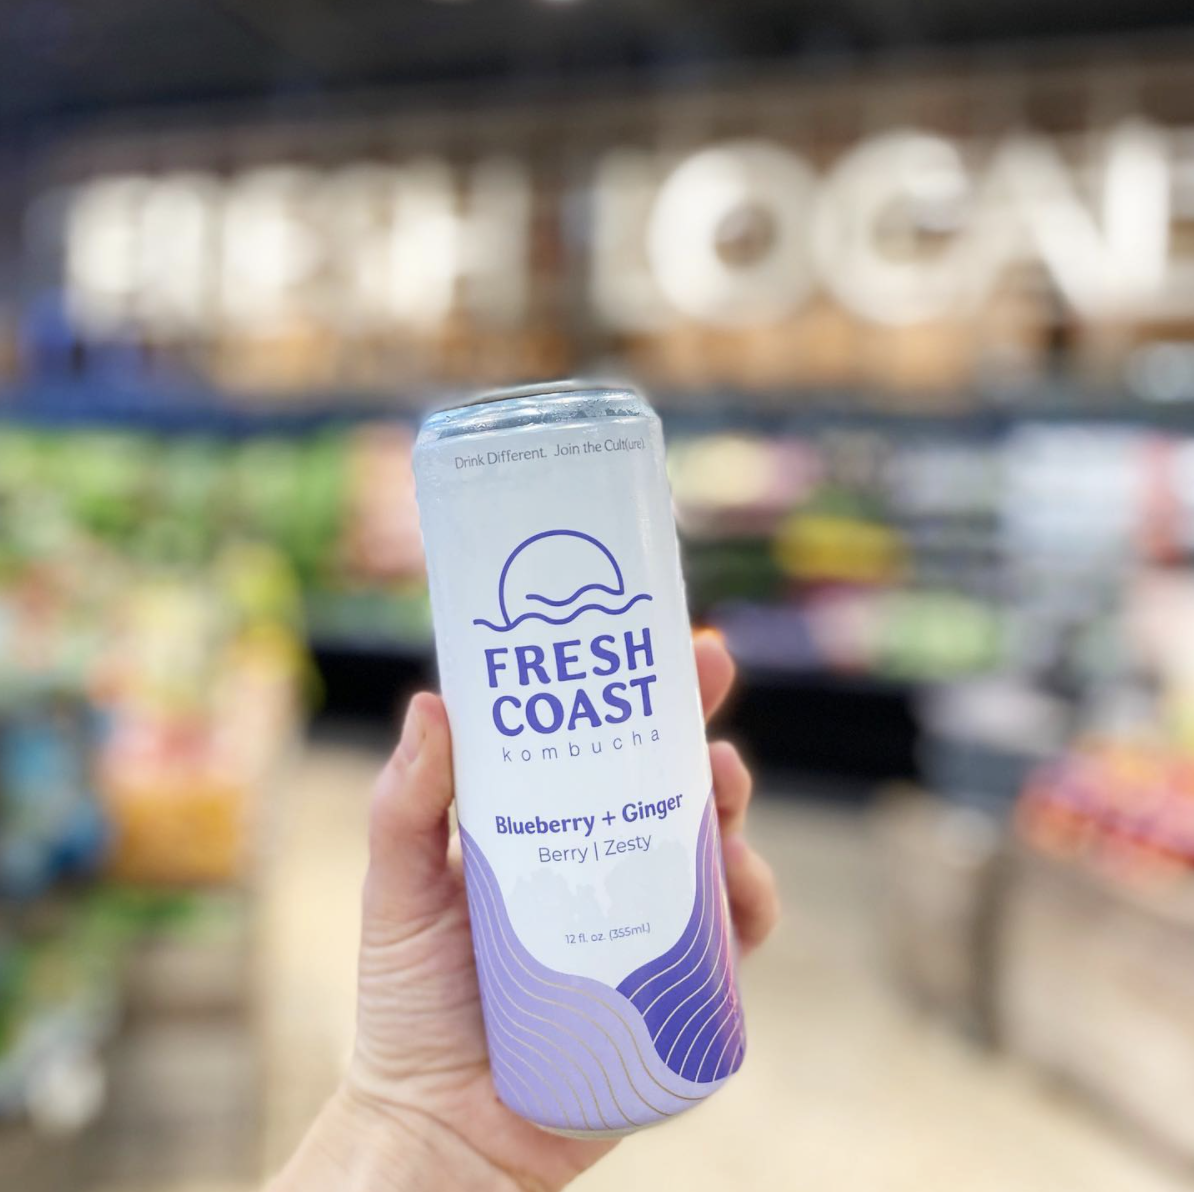 Drink Different. Join the Cult(ure)
FRESH
COAST
kombucha
Blueberry + Ginger
Berry | Zesty
12 fl. oz. (355mL)